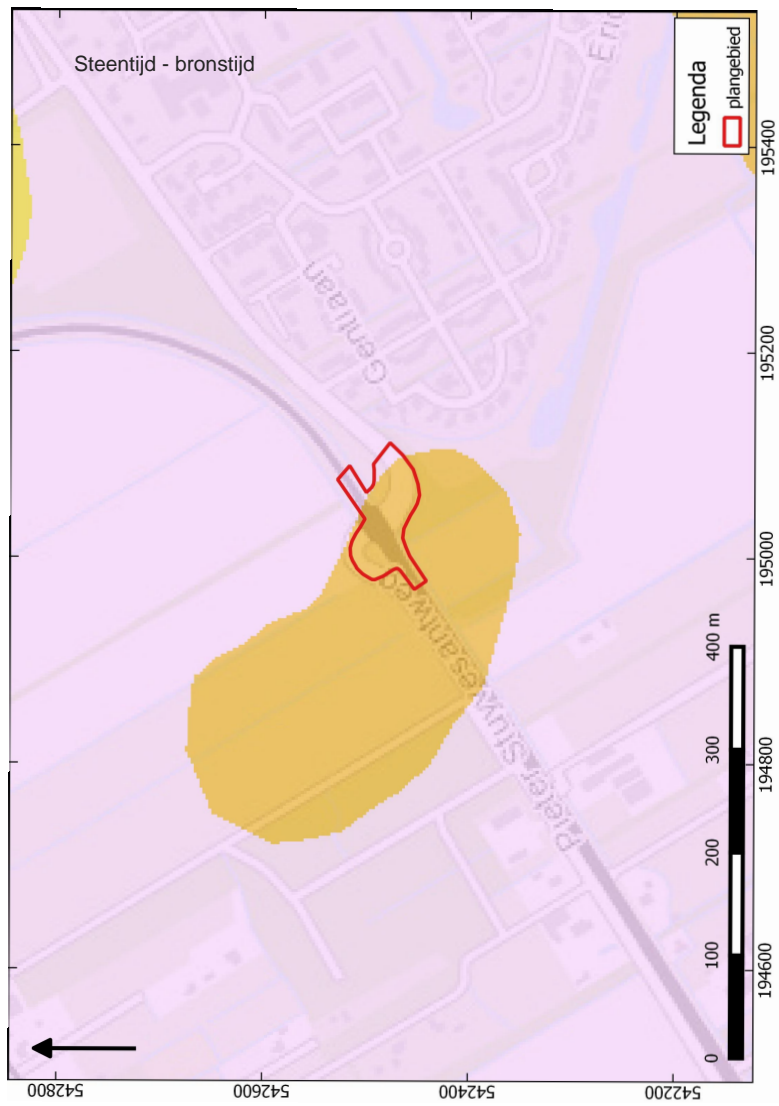 Steentijd - bronstijd
Legenda
plangebied
Eric
Gentiaan
Pieter Stuyvesantweg
0 100 200 300 400 m
194600 194800 195000 195200 195400
542800
542600
542400
542200